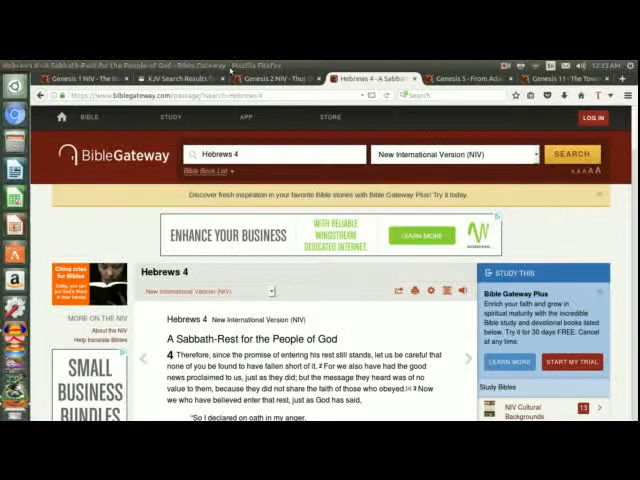 Hebrews 4 - A Sabbath-Rest for the People of God - Bible Gateway - Mozilla Firefox
En
12:23 AM
Genesis 1 NIV - The B
KJV Search Results
Genesis 2 NIV - Thus
Hebrews 4 - A Sabbat
Genesis 5 - From Ada
Genesis 11 - The Tow
https://www.biblegateway.com/passage/?search=Hebrews 4
Search
BIBLE STUDY APP STORE LOG IN
BibleGateway
Hebrews 4
New International Version (NIV)
SEARCH
Bible Book List
A A A A A
Discover fresh inspiration in your favorite Bible stories with Bible Gateway Plus! Try it today.
ENHANCE YOUR BUSINESS
WITH RELIABLE
WINDSTREAM
DEDICATED INTERNET.
LEARN MORE
windstream.
China cries
for Bibles
MORE ON THE NIV
About the NIV
Help translate Bibles
SMALL
BUSINESS
BUNDLES
Hebrews 4
New International Version (NIV)
Hebrews 4 New International Version (NIV)
A Sabbath-Rest for the People of God
4 Therefore, since the promise of entering his rest still stands, let us be careful that
none of you be found to have fallen short of it. 2 For we also have had the good
news proclaimed to us, just as they did; but the message they heard was of no
value to them, because they did not share the faith of those who obeyed.[a] 3 Now
we who have believed enter that rest, just as God has said,
"So I declared on oath in my anger,
STUDY THIS
Bible Gateway Plus
Enrich your faith and grow in
spiritual maturity with the incredible
Bible study and devotional books listed
below. Try it for 30 days FREE. Cancel
at any time.
LEARN MORE
START MY TRIAL
Study Bibles
NIV Cultural
Backgrounds
13